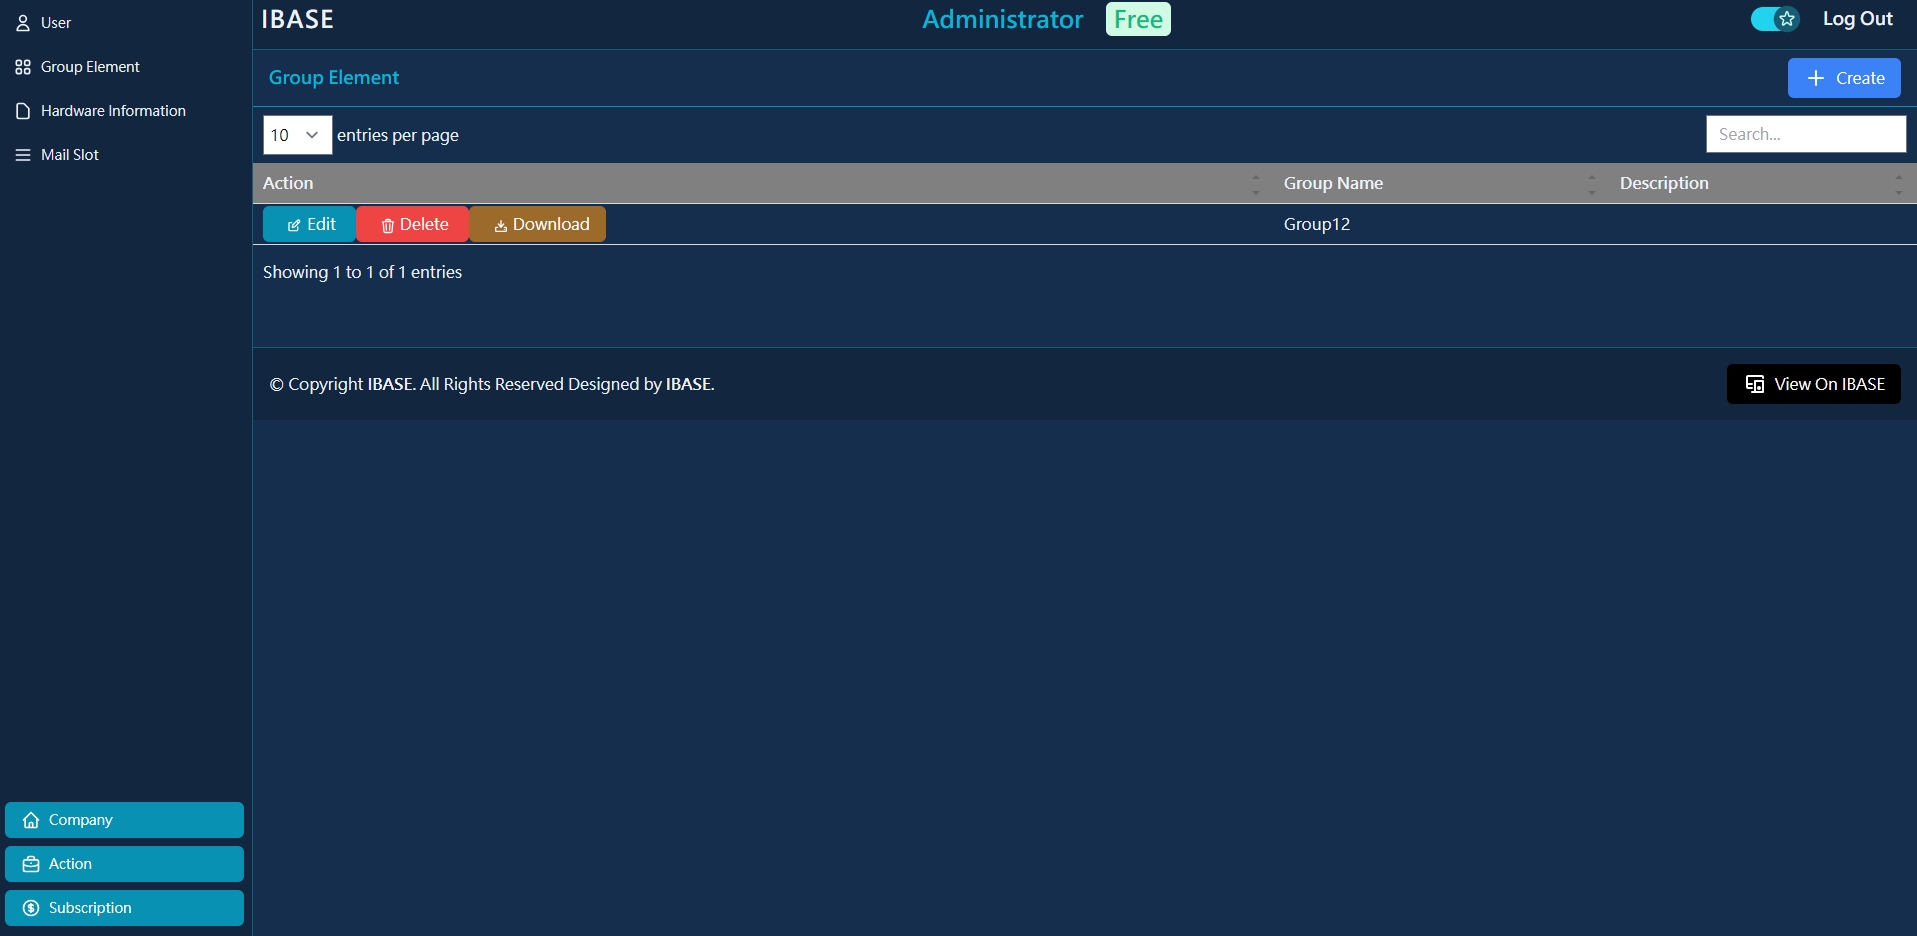 User
Group Element
Hardware Information
Mail Slot
Company
Action
Subscription
IBASE
Administrator Free
Log Out
Group Element
Create
10 entries per page
Search...
Action Group Name Description
Edit Delete Download Group12
Showing 1 to 1 of 1 entries
© Copyright IBASE. All Rights Reserved Designed by IBASE.
View On IBASE